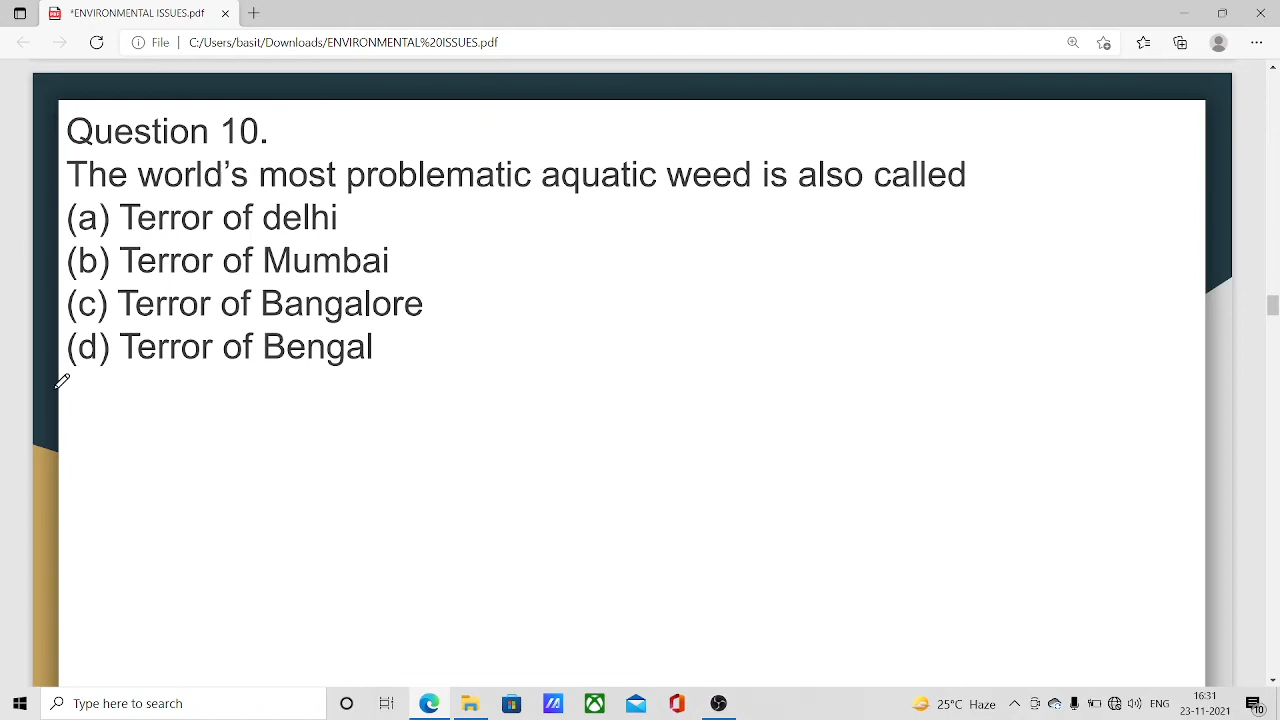 *ENVIRONMENTAL ISSUES.pdf
File | C:/Users/basit/Downloads/ENVIRONMENTAL%20ISSUES.pdf
Question 10.
The world’s most problematic aquatic weed is also called
(a) Terror of delhi
(b) Terror of Mumbai
(c) Terror of Bangalore
(d) Terror of Bengal
Type here to search
25°C Haze
ENG
16:31
23-11-2021
10